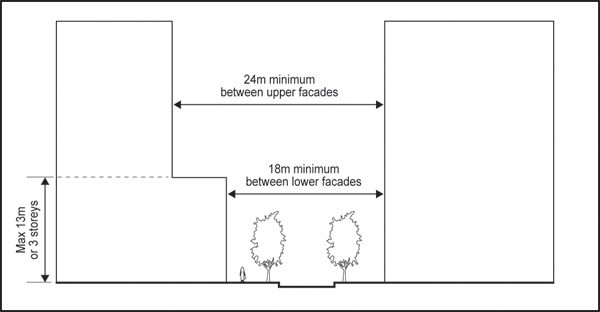 24m minimum
between upper facades
18m minimum
between lower facades
Max 13m
or 3 storeys